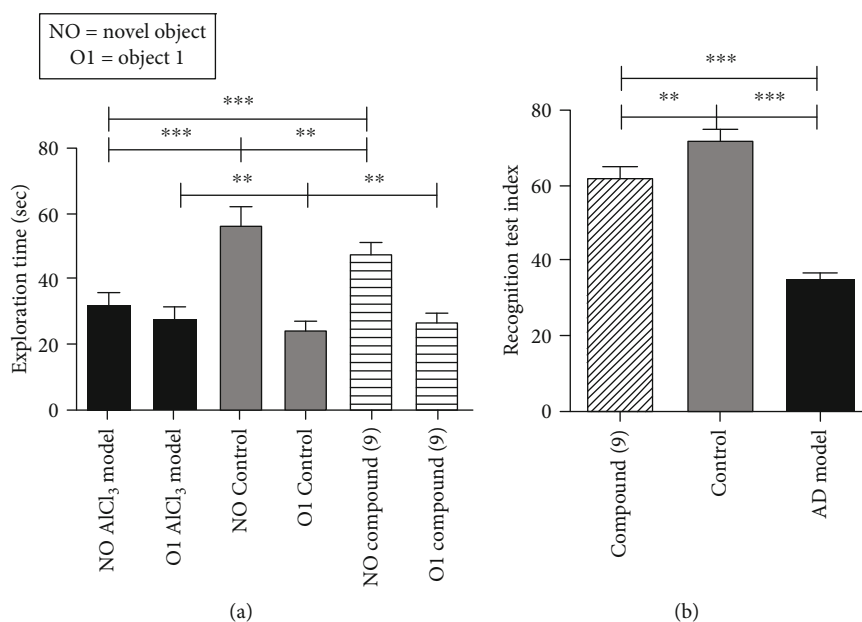 NO = novel object
O1 = object 1
***
*** **
** **
Exploration time (sec)
80
60
40
20
0
NO AlCl3 model
O1 AlCl3 model
NO Control
O1 Control
NO compound (9)
O1 compound (9)
(a)
***
** ***
Recognition test index
80
60
40
20
0
Compound (9)
Control
AD model
(b)